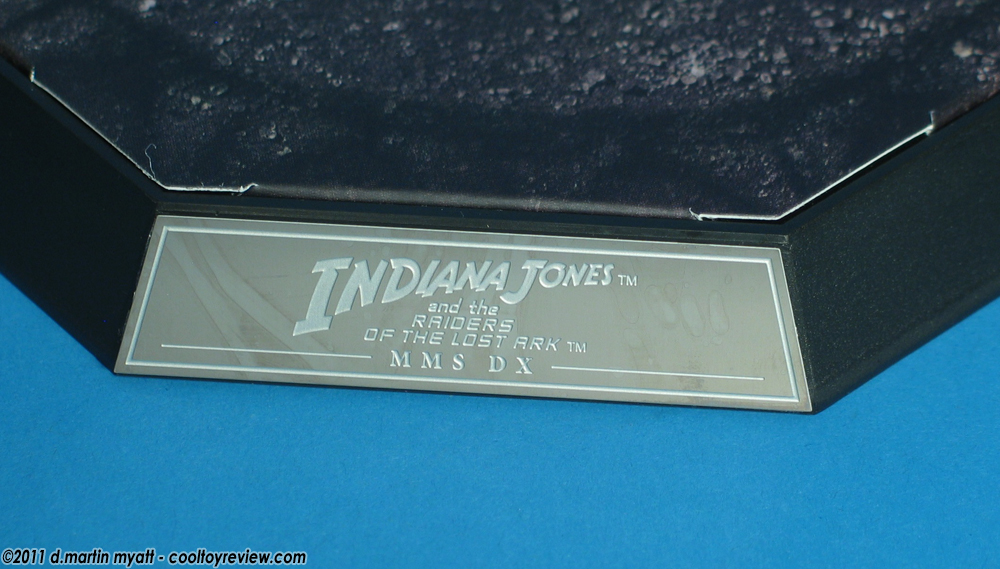 INDIANA JONES™
and the
RAIDERS
OF THE LOST ARK™
MMS DX
©2011 d.martin myatt - cooltoyreview.com